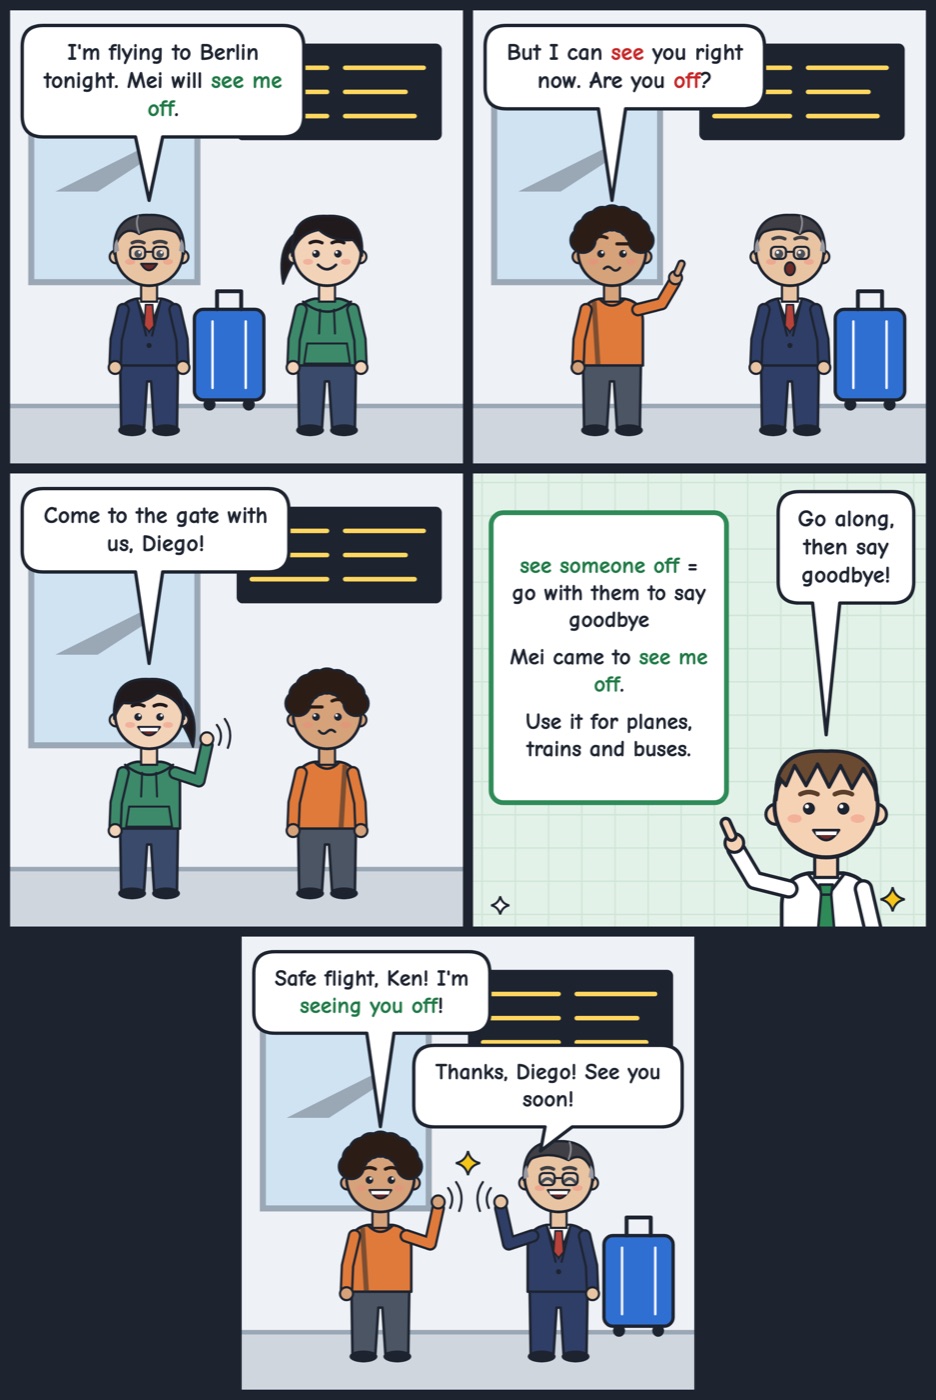 I'm flying to Berlin
tonight. Mei will see me
off.
But I can see you right
now. Are you off?
Come to the gate with
us, Diego!
see someone off =
go with them to say
goodbye
Mei came to see me
off.
Use it for planes,
trains and buses.
Go along,
then say
goodbye!
Safe flight, Ken! I'm
seeing you off!
Thanks, Diego! See you
soon!